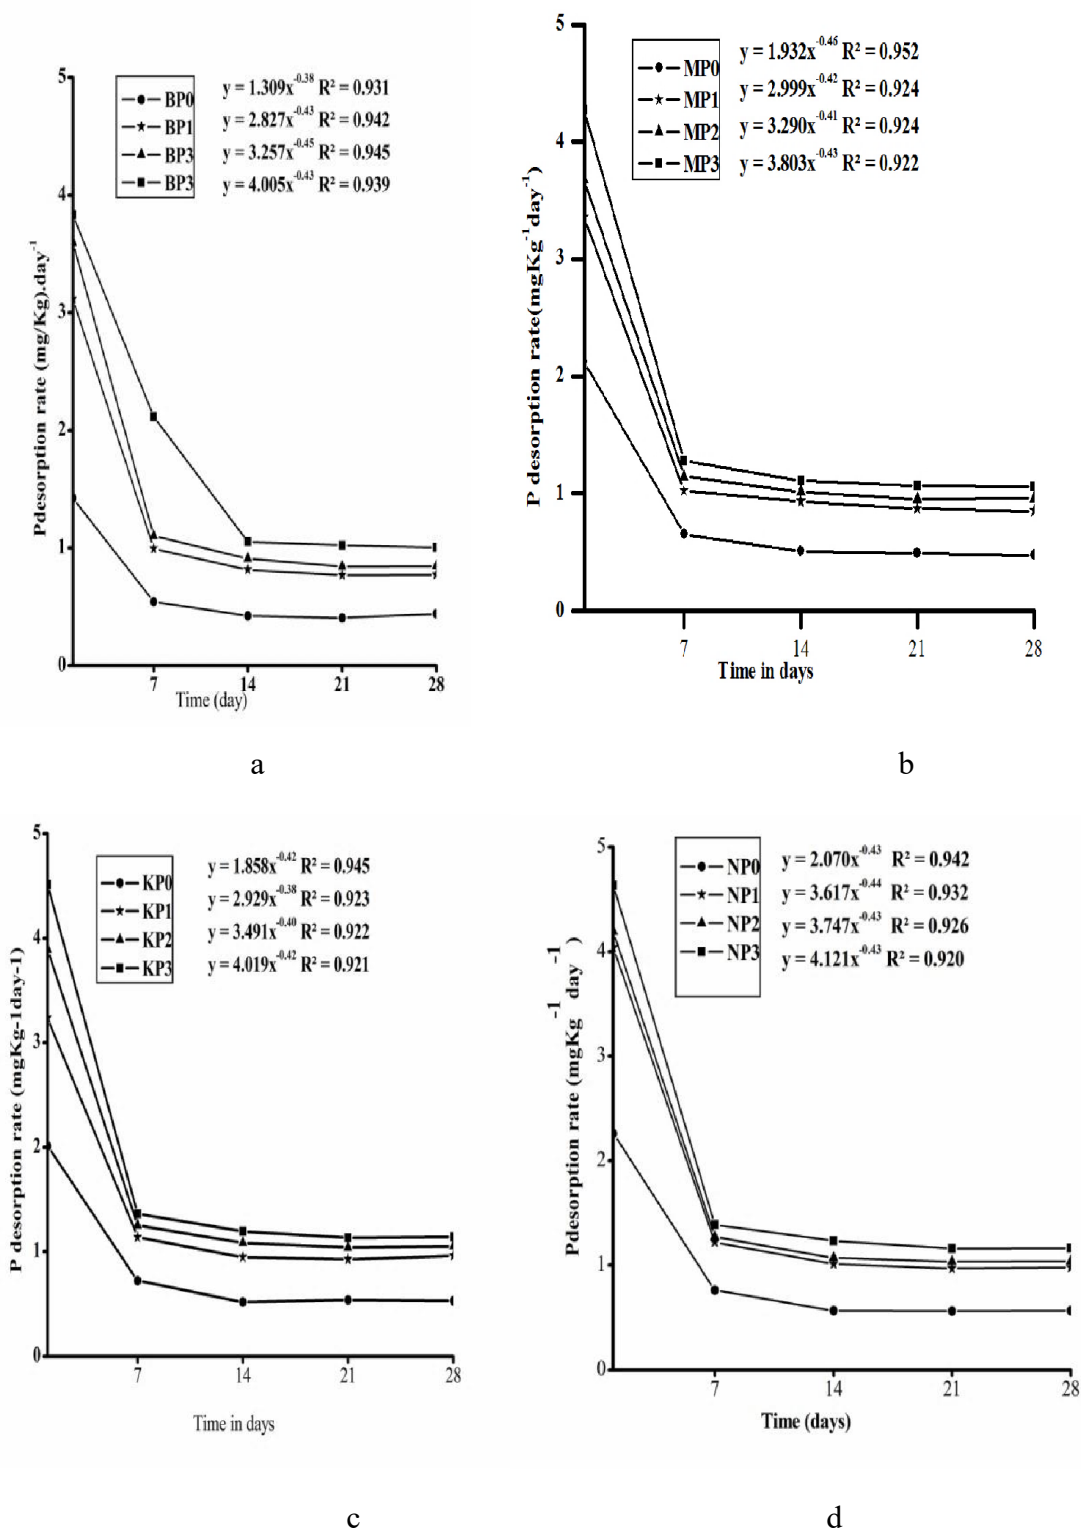 5
4
3
2
1
0
Pdesorption rate (mg/Kg).day⁻¹
BP0
BP1
BP3
BP3
y = 1.309x⁻⁰·³⁸ R² = 0.931
y = 2.827x⁻⁰·⁴³ R² = 0.942
y = 3.257x⁻⁰·⁴⁵ R² = 0.945
y = 4.005x⁻⁰·⁴³ R² = 0.939
7 14 21 28
Time (day)
a
5
4
3
2
1
0
P desorption rate(mgKg⁻¹day⁻¹)
MP0
MP1
MP2
MP3
y = 1.932x⁻⁰·⁴⁶ R² = 0.952
y = 2.999x⁻⁰·⁴² R² = 0.924
y = 3.290x⁻⁰·⁴¹ R² = 0.924
y = 3.803x⁻⁰·⁴³ R² = 0.922
7 14 21 28
Time in days
b
5
4
3
2
1
0
P desorption rate (mgKg-1day-1)
KP0
KP1
KP2
KP3
y = 1.858x⁻⁰·⁴² R² = 0.945
y = 2.929x⁻⁰·³⁸ R² = 0.923
y = 3.491x⁻⁰·⁴⁰ R² = 0.922
y = 4.019x⁻⁰·⁴² R² = 0.921
7 14 21 28
Time in days
c
5
4
3
2
1
0
Pdesorption rate (mgKg⁻¹ day⁻¹)
NP0
NP1
NP2
NP3
y = 2.070x⁻⁰·⁴³ R² = 0.942
y = 3.617x⁻⁰·⁴⁴ R² = 0.932
y = 3.747x⁻⁰·⁴³ R² = 0.926
y = 4.121x⁻⁰·⁴³ R² = 0.920
7 14 21 28
Time (days)
d